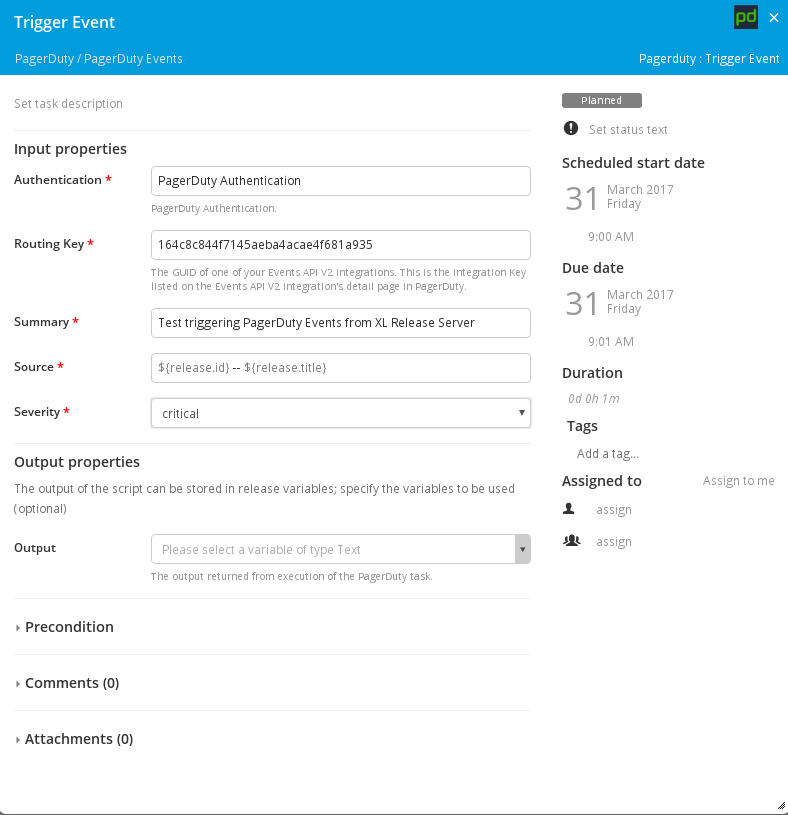 Trigger Event
pd ×
PagerDuty / PagerDuty Events
Pagerduty : Trigger Event
Set task description
Input properties
Authentication *
PagerDuty Authentication
PagerDuty Authentication.
Routing Key *
164c8c844f7145aeba4acae4f681a935
The GUID of one of your Events API V2 integrations. This is the Integration Key
listed on the Events API V2 integration's detail page in PagerDuty.
Summary *
Test triggering PagerDuty Events from XL Release Server
Source *
${release.id} -- ${release.title}
Severity *
critical
Output properties
The output of the script can be stored in release variables; specify the variables to be used
(optional)
Output
Please select a variable of type Text
The output returned from execution of the PagerDuty task.
Precondition
Comments (0)
Attachments (0)
Planned
Set status text
Scheduled start date
31 March 2017
Friday
9:00 AM
Due date
31 March 2017
Friday
9:01 AM
Duration
0d 0h 1m
Tags
Add a tag...
Assigned to
Assign to me
assign
assign